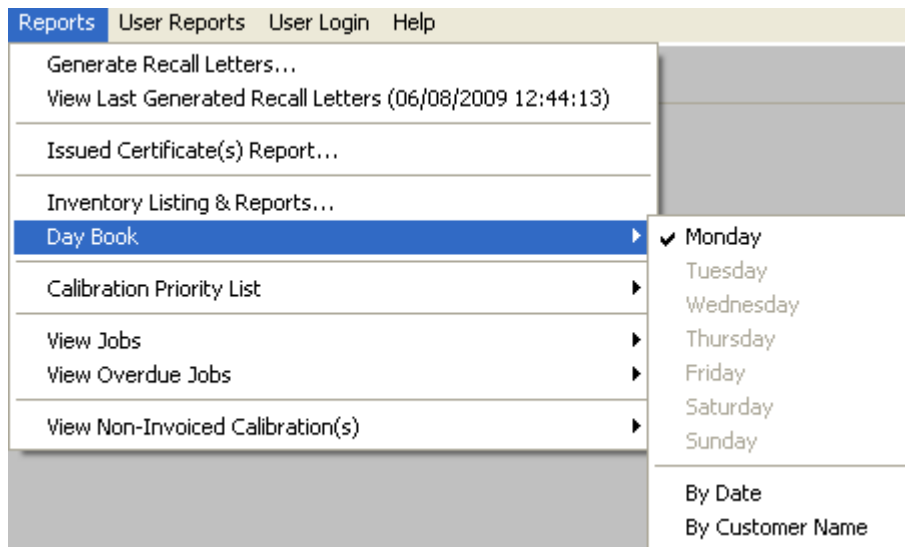 Reports User Reports User Login Help
Generate Recall Letters...
View Last Generated Recall Letters (06/08/2009 12:44:13)
Issued Certificate(s) Report...
Inventory Listing & Reports...
Day Book
Calibration Priority List
View Jobs
View Overdue Jobs
View Non-Invoiced Calibration(s)
Monday
Tuesday
Wednesday
Thursday
Friday
Saturday
Sunday
By Date
By Customer Name